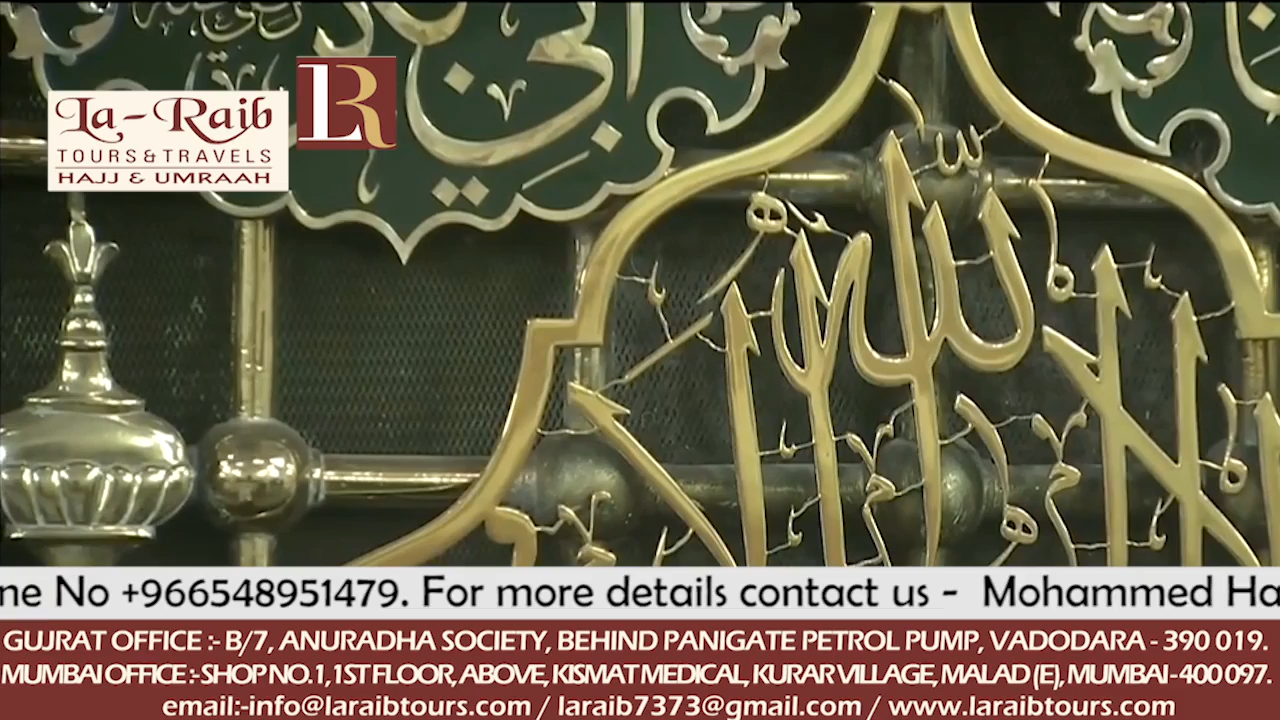 La-Raib
TOURS & TRAVELS
HAJJ & UMRAAH
LR
الله
ne No +966548951479. For more details contact us - Mohammed Ha
GUJRAT OFFICE :- B/7, ANURADHA SOCIETY, BEHIND PANIGATE PETROL PUMP, VADODARA - 390 019.
MUMBAI OFFICE :- SHOP NO. 1, 1ST FLOOR, ABOVE, KISMAT MEDICAL, KURAR VILLAGE, MALAD (E), MUMBAI - 400 097.
email:-info@laraibtours.com / laraib7373@gmail.com / www.laraibtours.com